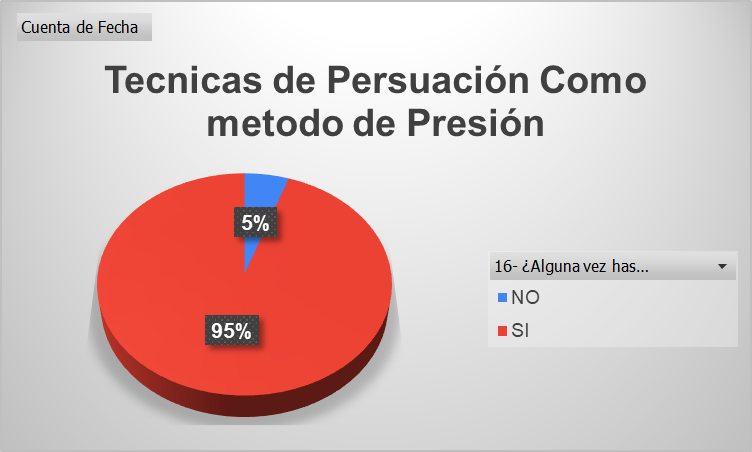 Cuenta de Fecha
Tecnicas de Persuación Como
metodo de Presión
5%
95%
16- ¿Alguna vez has...
NO
SI